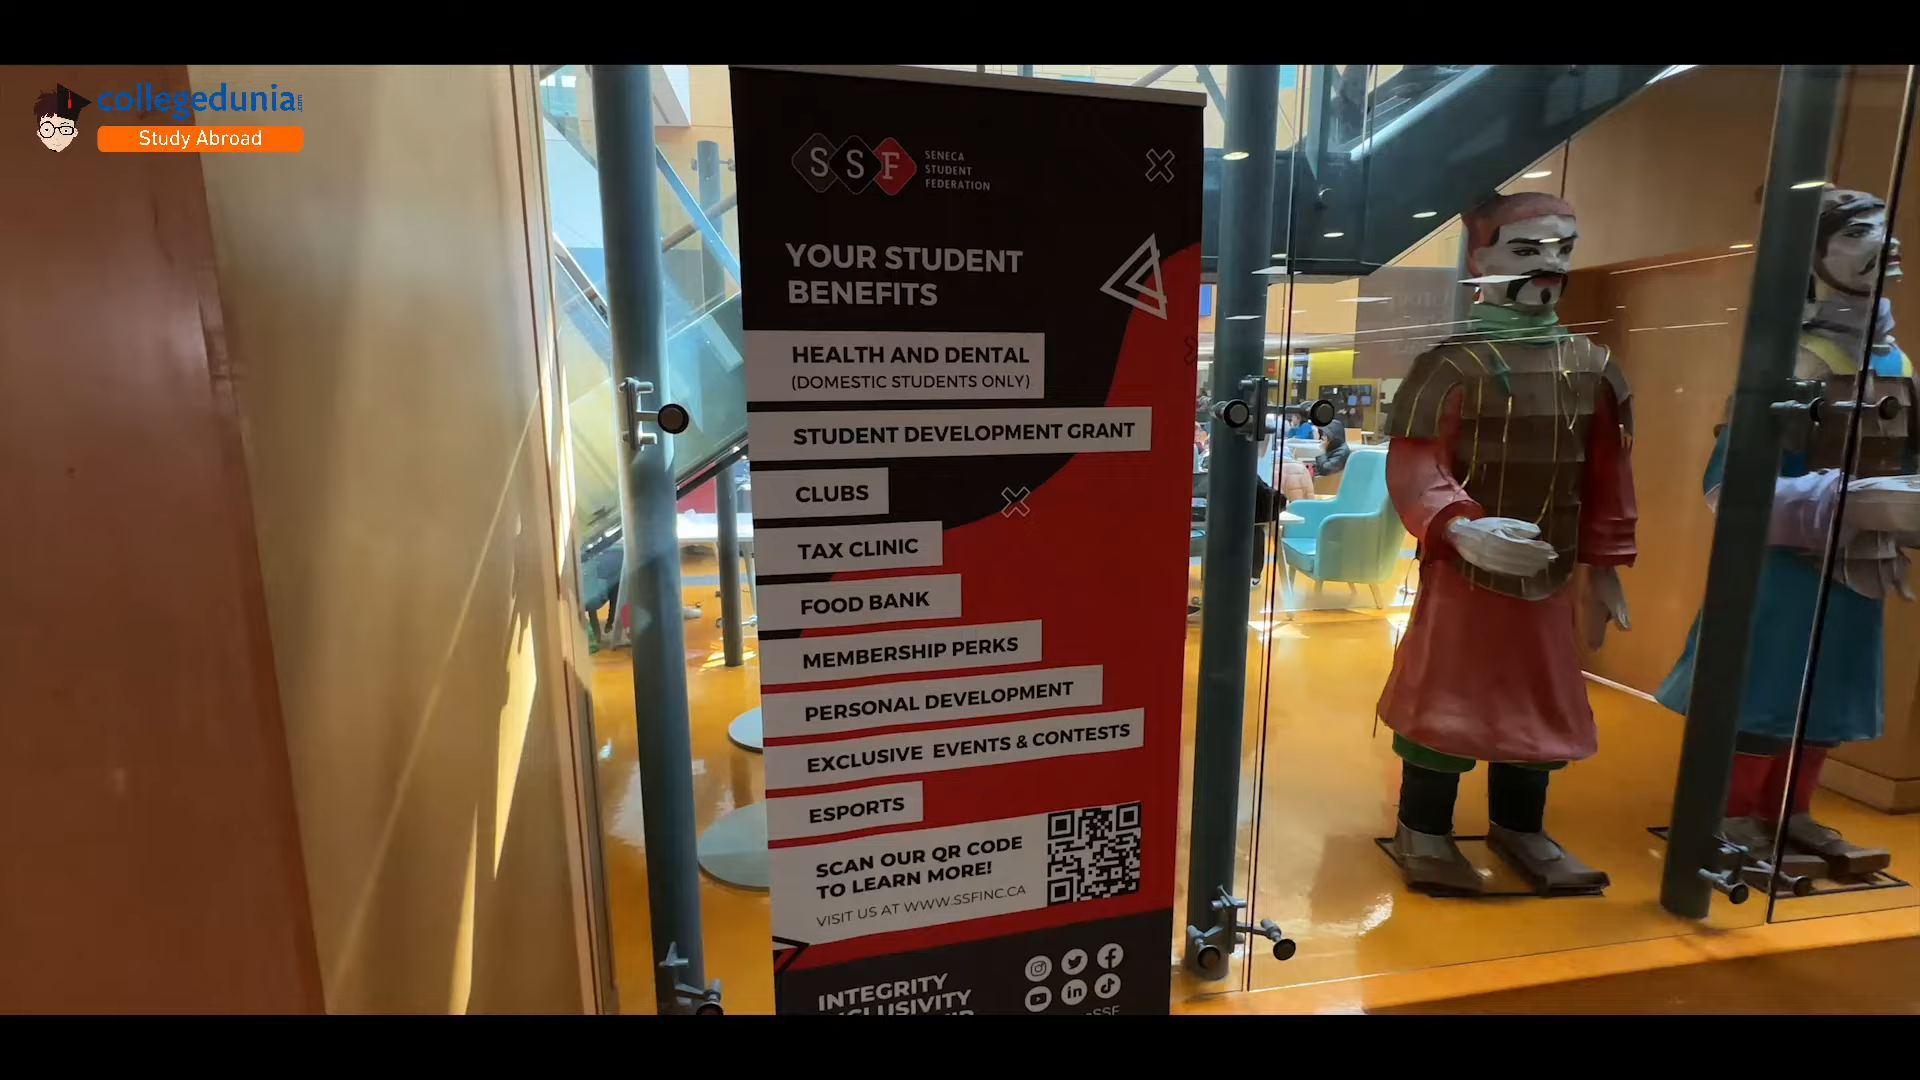 collegedunia.com
Study Abroad
SSF
SENECA
STUDENT
FEDERATION
YOUR STUDENT
BENEFITS
HEALTH AND DENTAL
(DOMESTIC STUDENTS ONLY)
STUDENT DEVELOPMENT GRANT
CLUBS
TAX CLINIC
FOOD BANK
MEMBERSHIP PERKS
PERSONAL DEVELOPMENT
EXCLUSIVE EVENTS & CONTESTS
ESPORTS
SCAN OUR QR CODE
TO LEARN MORE!
VISIT US AT WWW.SSFINC.CA
INTEGRITY